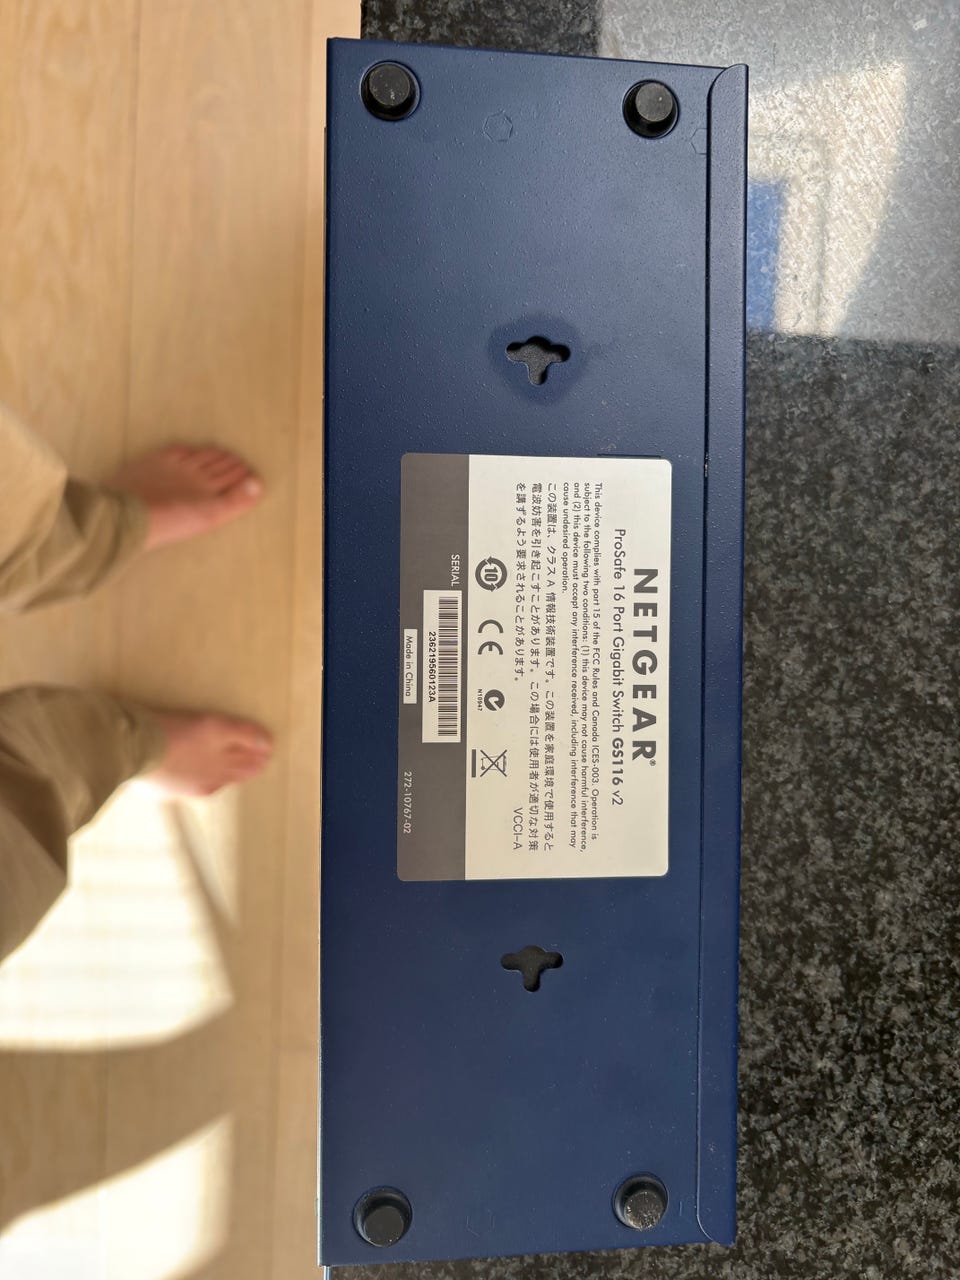 NETGEAR®
ProSafe 16 Port Gigabit Switch GS116 v2
This device complies with part 15 of the FCC Rules and Canada ICES-003. Operation is
subject to the following two conditions: (1) this device may not cause harmful interference,
and (2) this device must accept any interference received, including interference that may
cause undesired operation.
この装置は、クラス A 情報技術装置です。この装置を家庭環境で使用すると
電波妨害を引き起こすことがあります。この場合には使用者が適切な対策
を講ずるよう要求されることがあります。
VCCI-A
10
CE
N10947
SERIAL
236219560123A
Made in China
272-10767-02